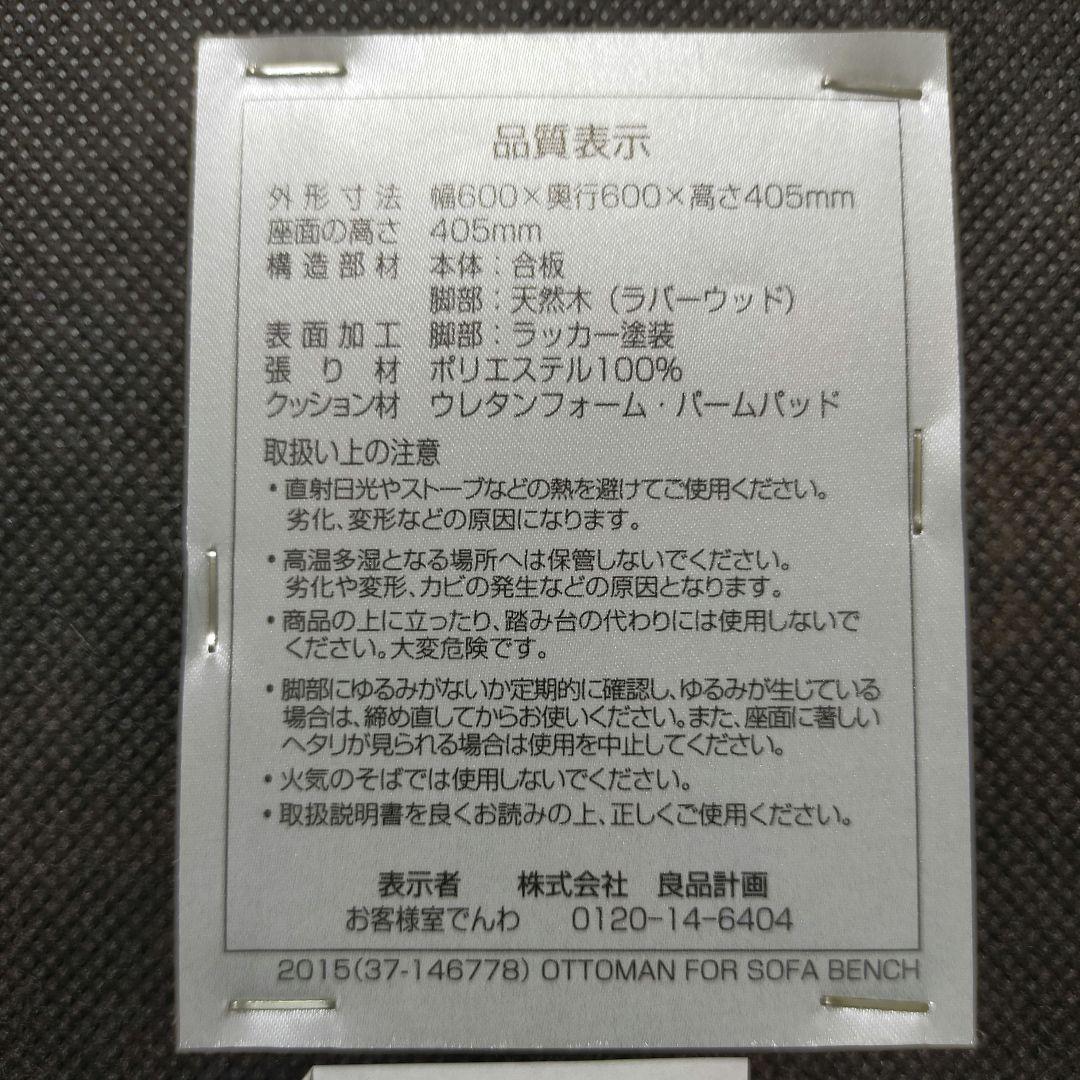 品質表示
外形寸法 幅600×奥行600×高さ405mm
座面の高さ 405mm
構造部材 本体:合板
脚部:天然木（ラバーウッド）
表面加工 脚部:ラッカー塗装
張り材 ポリエステル100%
クッション材 ウレタンフォーム・パームパッド
取扱い上の注意
・直射日光やストーブなどの熱を避けてご使用ください。
劣化、変形などの原因になります。
・高温多湿となる場所へは保管しないでください。
劣化や変形、カビの発生などの原因となります。
・商品の上に立ったり、踏み台の代わりには使用しないで
ください。大変危険です。
・脚部にゆるみがないか定期的に確認し、ゆるみが生じている
場合は、締め直してからお使いください。また、座面に著しい
ヘタリが見られる場合は使用を中止してください。
・火気のそばでは使用しないでください。
・取扱説明書を良くお読みの上、正しくご使用ください。
表示者 株式会社 良品計画
お客様室でんわ 0120-14-6404
2015(37-146778) OTTOMAN FOR SOFA BENCH